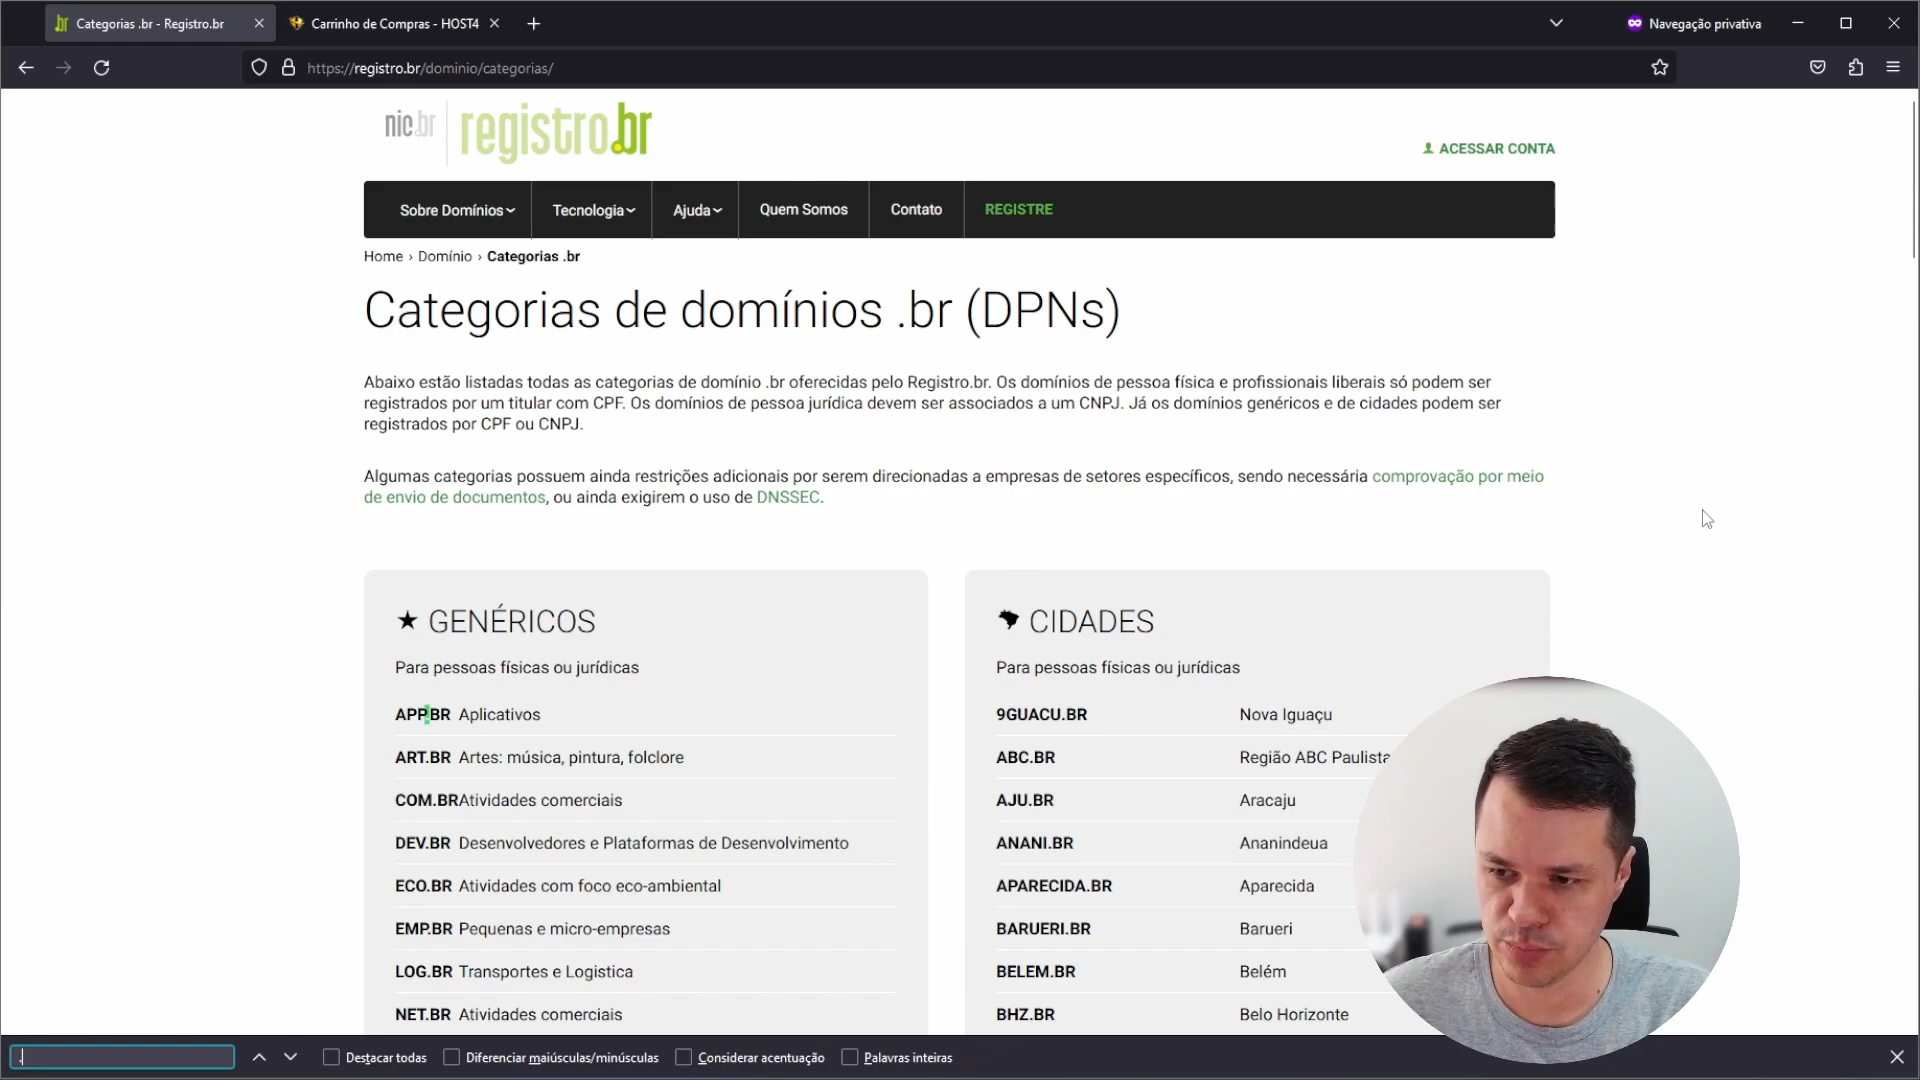 Categorias .br - Registro.br
Carrinho de Compras - HOST4
Navegação privativa
https://registro.br/dominio/categorias/
nic.br
registro.br
ACESSAR CONTA
Sobre Domínios
Tecnologia
Ajuda
Quem Somos
Contato
REGISTRE
Home › Domínio › Categorias .br
Categorias de domínios .br (DPNs)
Abaixo estão listadas todas as categorias de domínio .br oferecidas pelo Registro.br. Os domínios de pessoa física e profissionais liberais só podem ser
registrados por um titular com CPF. Os domínios de pessoa jurídica devem ser associados a um CNPJ. Já os domínios genéricos e de cidades podem ser
registrados por CPF ou CNPJ.
Algumas categorias possuem ainda restrições adicionais por serem direcionadas a empresas de setores específicos, sendo necessária comprovação por meio
de envio de documentos, ou ainda exigirem o uso de DNSSEC.
GENÉRICOS
Para pessoas físicas ou jurídicas
APP.BR Aplicativos
ART.BR Artes: música, pintura, folclore
COM.BR Atividades comerciais
DEV.BR Desenvolvedores e Plataformas de Desenvolvimento
ECO.BR Atividades com foco eco-ambiental
EMP.BR Pequenas e micro-empresas
LOG.BR Transportes e Logistica
NET.BR Atividades comerciais
CIDADES
Para pessoas físicas ou jurídicas
9GUACU.BR Nova Iguaçu
ABC.BR Região ABC Paulista
AJU.BR Aracaju
ANANI.BR Ananindeua
APARECIDA.BR Aparecida
BARUERI.BR Barueri
BELEM.BR Belém
BHZ.BR Belo Horizonte
.
Destacar todas
Diferenciar maiúsculas/minúsculas
Considerar acentuação
Palavras inteiras